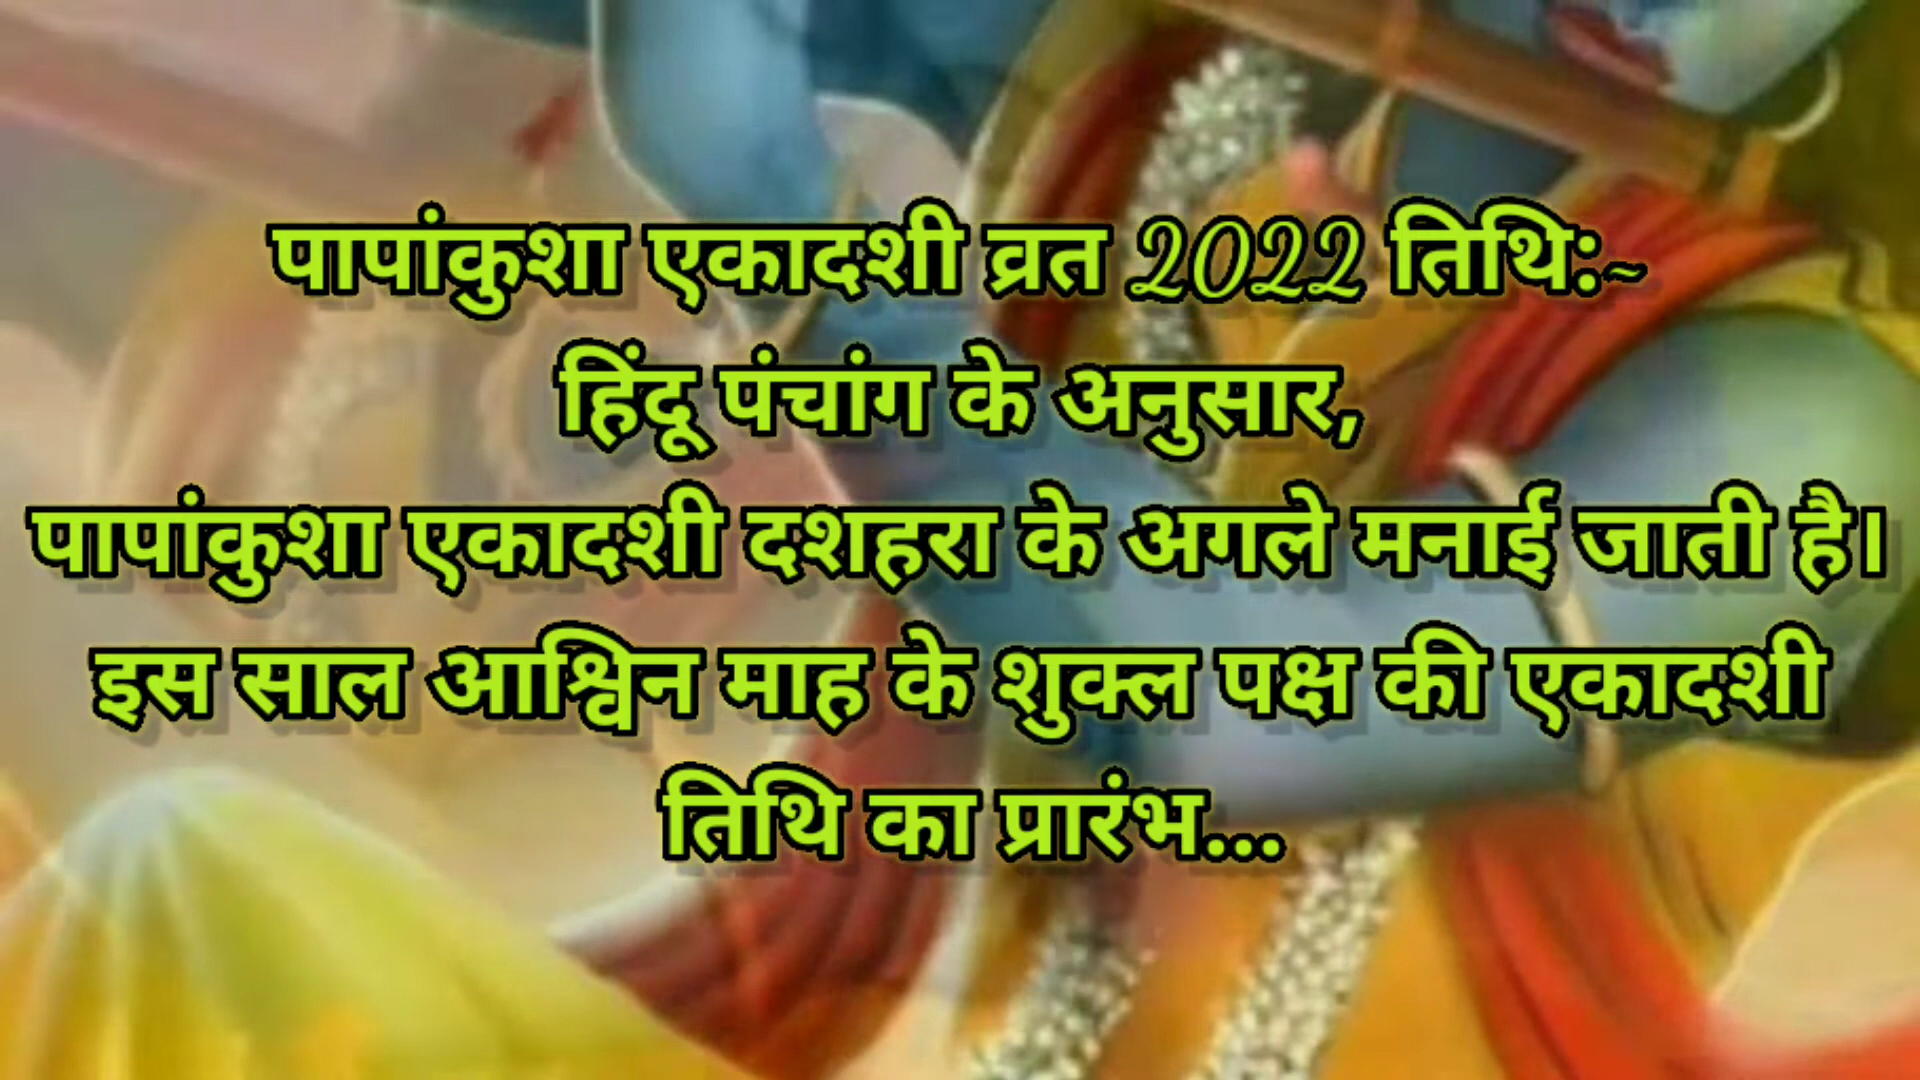 पापांकुशा एकादशी व्रत 2022 तिथि:~
हिंदू पंचांग के अनुसार,
पापांकुशा एकादशी दशहरा के अगले मनाई जाती है।
इस साल आश्विन माह के शुक्ल पक्ष की एकादशी
तिथि का प्रारंभ...